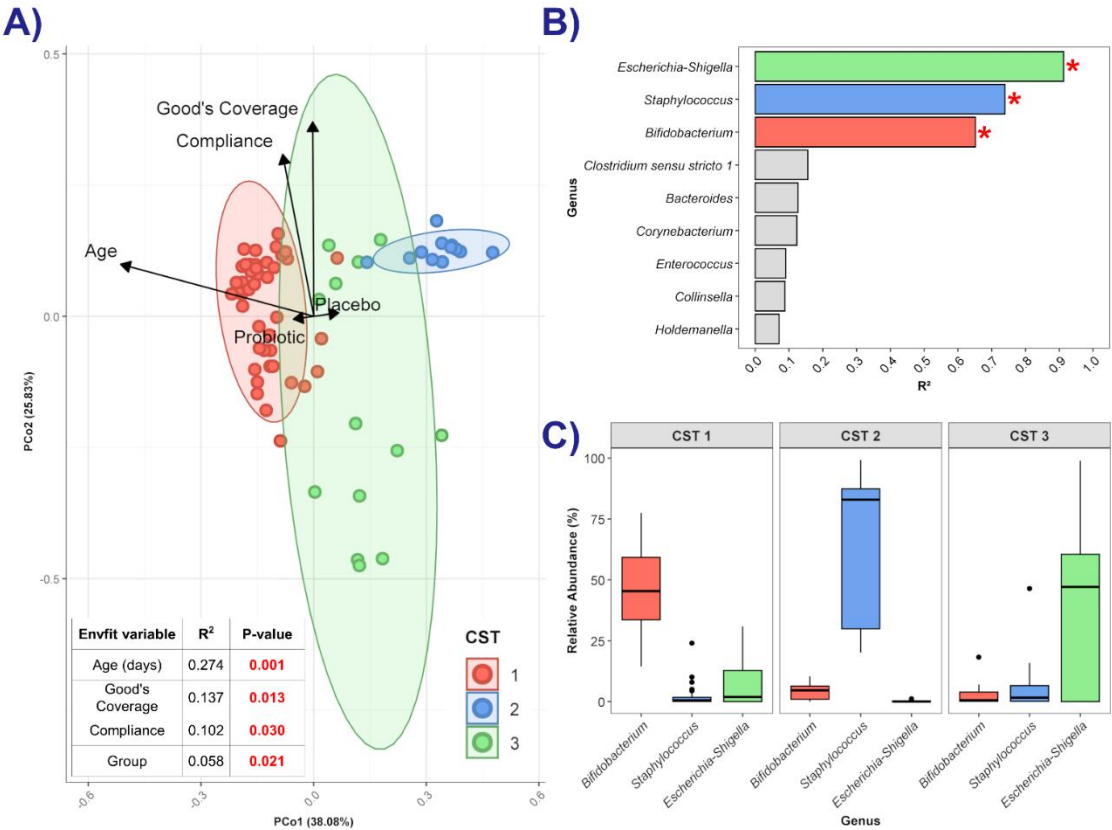 A)
0.5
0.0
-0.5
PCo2 (25.83%)
Good's Coverage
Compliance
Age
Placebo
Probiotic
Envfit variable R² P-value
Age (days) 0.274 0.001
Good's
Coverage 0.137 0.013
Compliance 0.102 0.030
Group 0.058 0.021
CST
1
2
3
-0.6 -0.3 0.0 0.3 0.6
PCo1 (38.08%)
B)
Genus
Escherichia-Shigella *
Staphylococcus *
Bifidobacterium *
Clostridium sensu stricto 1
Bacteroides
Corynebacterium
Enterococcus
Collinsella
Holdemanella
0.0 0.1 0.2 0.3 0.4 0.5 0.6 0.7 0.8 0.9 1.0
R²
C)
CST 1 CST 2 CST 3
Relative Abundance (%)
100
75
50
25
0
Bifidobacterium Staphylococcus Escherichia-Shigella Bifidobacterium Staphylococcus Escherichia-Shigella Bifidobacterium Staphylococcus Escherichia-Shigella
Genus